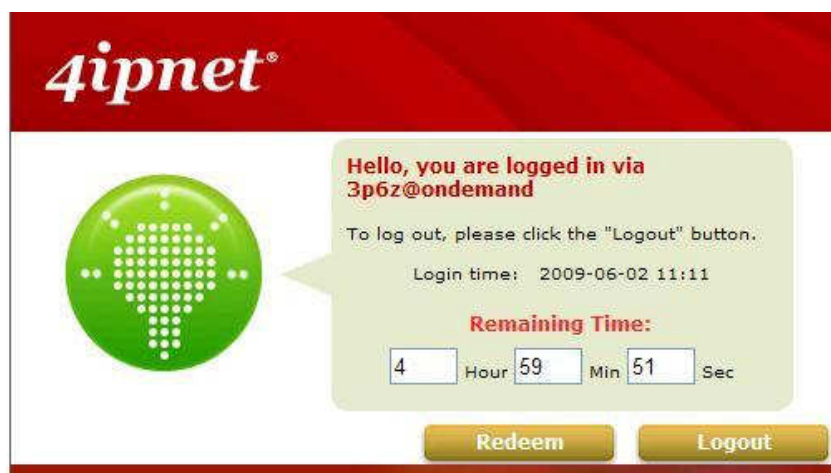 4ipnet®
Hello, you are logged in via
3p6z@ondemand
To log out, please click the "Logout" button.
Login time: 2009-06-02 11:11
Remaining Time:
4 Hour 59 Min 51 Sec
Redeem Logout